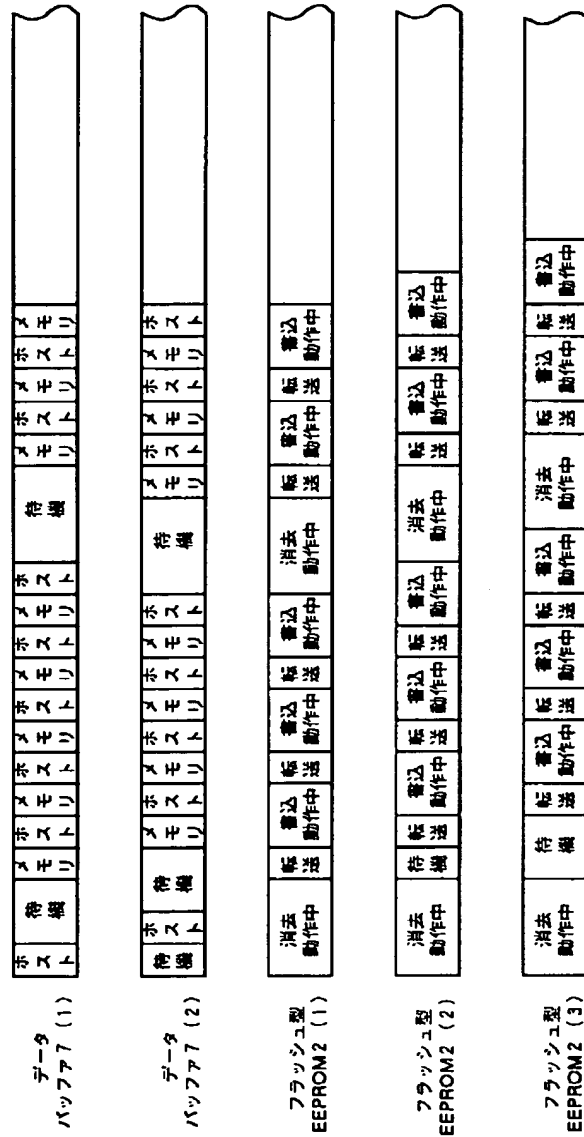 データ
バッファ7 (1)
ホスト 待機 メモリ ホスト メモリ ホスト メモリ ホスト メモリ ホスト メモリ ホスト 待機 メモリ ホスト メモリ ホスト メモリ
データ
バッファ7 (2)
待機 ホスト 待機 メモリ ホスト メモリ ホスト メモリ ホスト メモリ ホスト 待機 メモリ ホスト メモリ ホスト メモリ ホスト
フラッシュ型
EEPROM2 (1)
消去動作中 転送 書込動作中 転送 書込動作中 転送 書込動作中 消去動作中 転送 書込動作中 転送 書込動作中
フラッシュ型
EEPROM2 (2)
消去動作中 待機 転送 書込動作中 転送 書込動作中 転送 書込動作中 消去動作中 転送 書込動作中 転送 書込動作中
フラッシュ型
EEPROM2 (3)
消去動作中 待機 転送 書込動作中 転送 書込動作中 転送 書込動作中 消去動作中 転送 書込動作中 転送 書込動作中